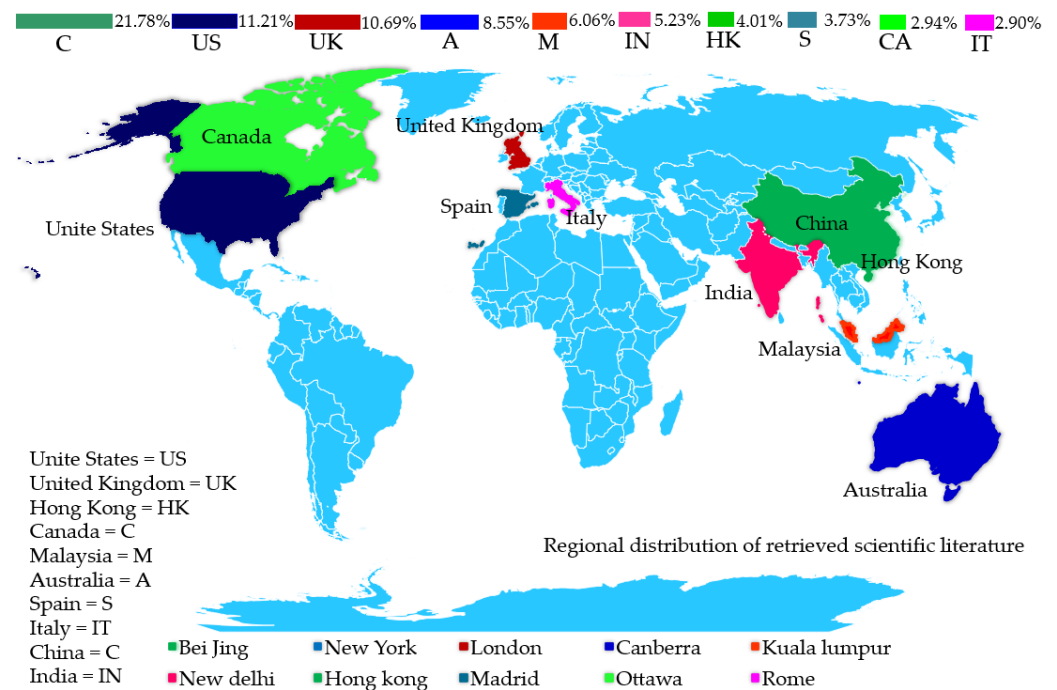 21.78% 11.21% 10.69% 8.55% 6.06% 5.23% 4.01% 3.73% 2.94% 2.90%
C US UK A M IN HK S CA IT
Canada
United Kingdom
Spain
Italy
China
Unite States
Hong Kong
India
Malaysia
Australia
Unite States = US
United Kingdom = UK
Hong Kong = HK
Canada = C
Malaysia = M
Australia = A
Spain = S
Italy = IT
China = C
India = IN
Regional distribution of retrieved scientific literature
Bei Jing New York London Canberra Kuala lumpur
New delhi Hong kong Madrid Ottawa Rome